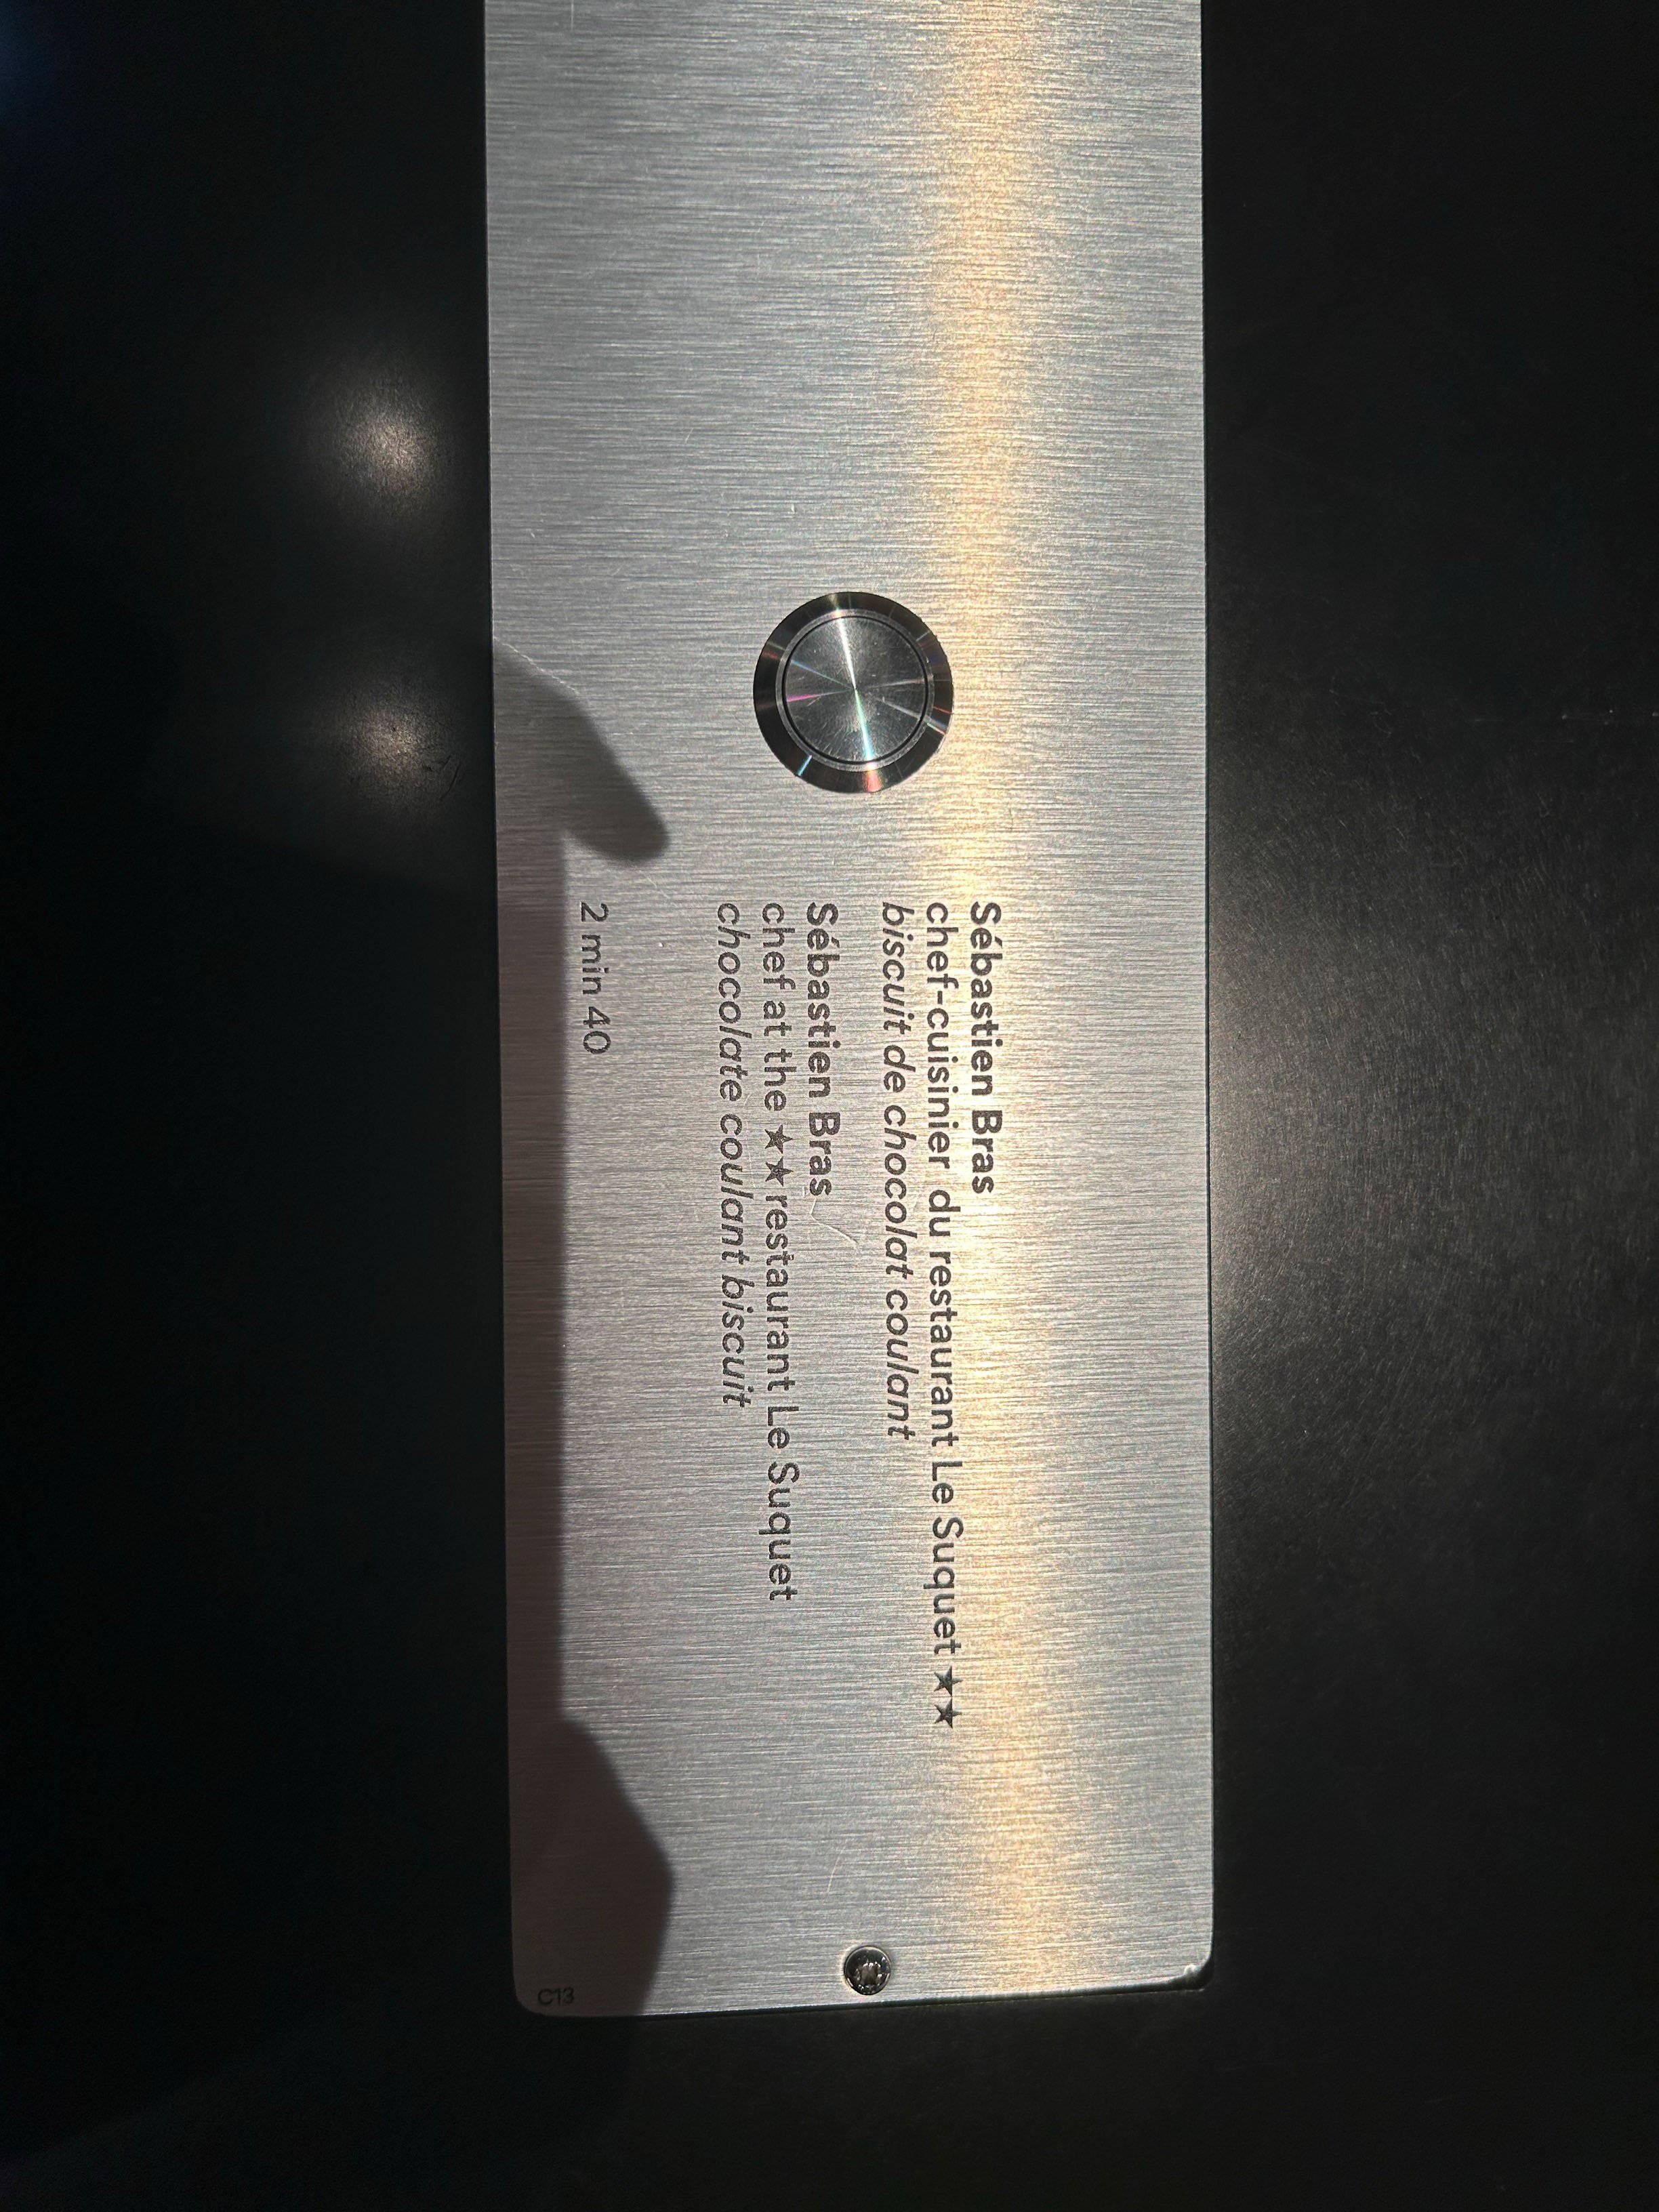 Sébastien Bras
chef-cuisinier du restaurant Le Suquet ★★
biscuit de chocolat coulant
Sébastien Bras
chef at the ★★ restaurant Le Suquet
chocolate coulant biscuit
2 min 40
C13